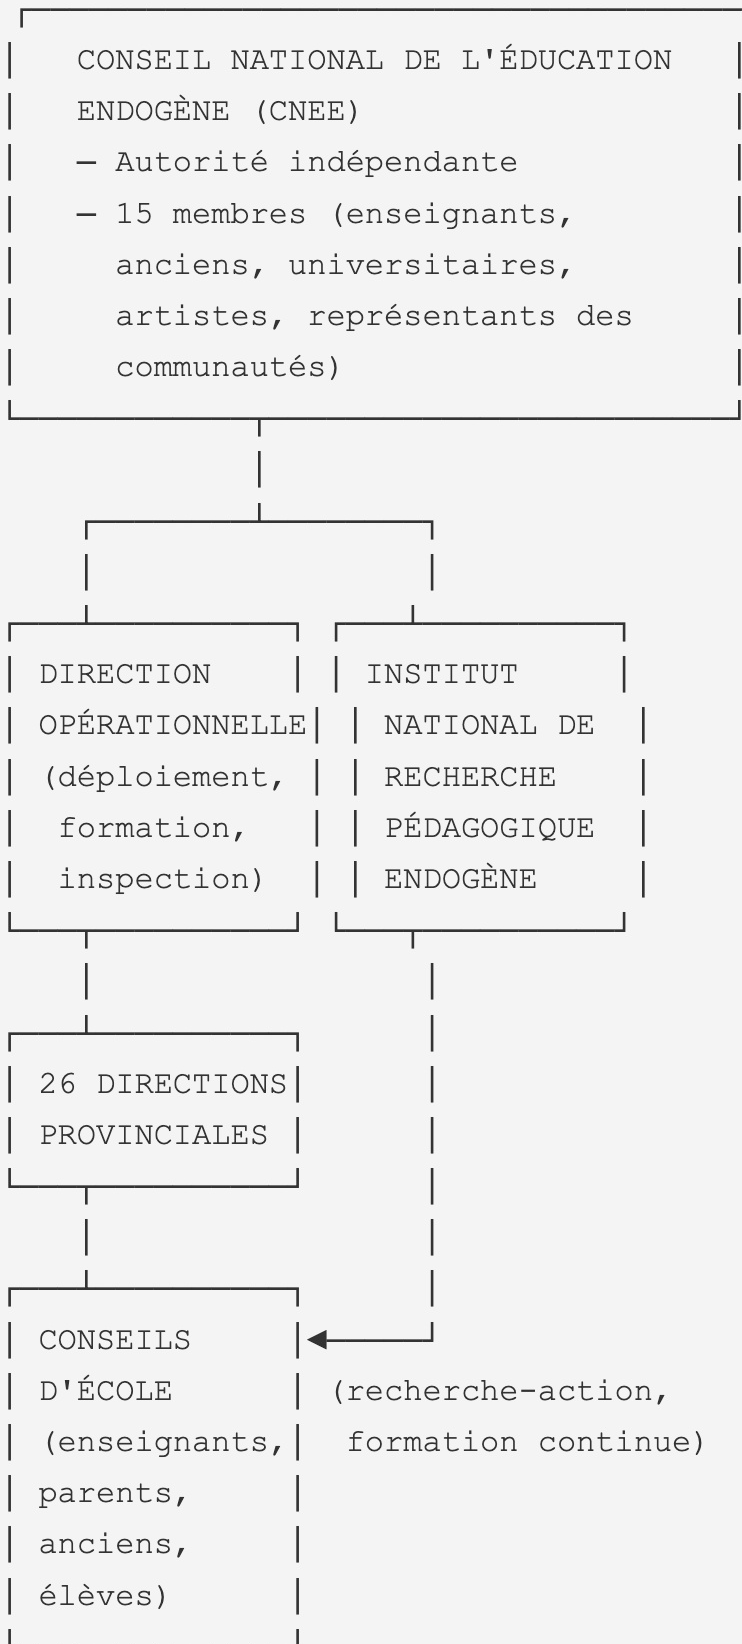 CONSEIL NATIONAL DE L'ÉDUCATION
ENDOGÈNE (CNEE)
– Autorité indépendante
– 15 membres (enseignants,
anciens, universitaires,
artistes, représentants des
communautés)
DIRECTION
OPÉRATIONNELLE
(déploiement,
formation,
inspection)
INSTITUT
NATIONAL DE
RECHERCHE
PÉDAGOGIQUE
ENDOGÈNE
26 DIRECTIONS
PROVINCIALES
CONSEILS
D'ÉCOLE
(enseignants,
parents,
anciens,
élèves)
(recherche-action,
formation continue)